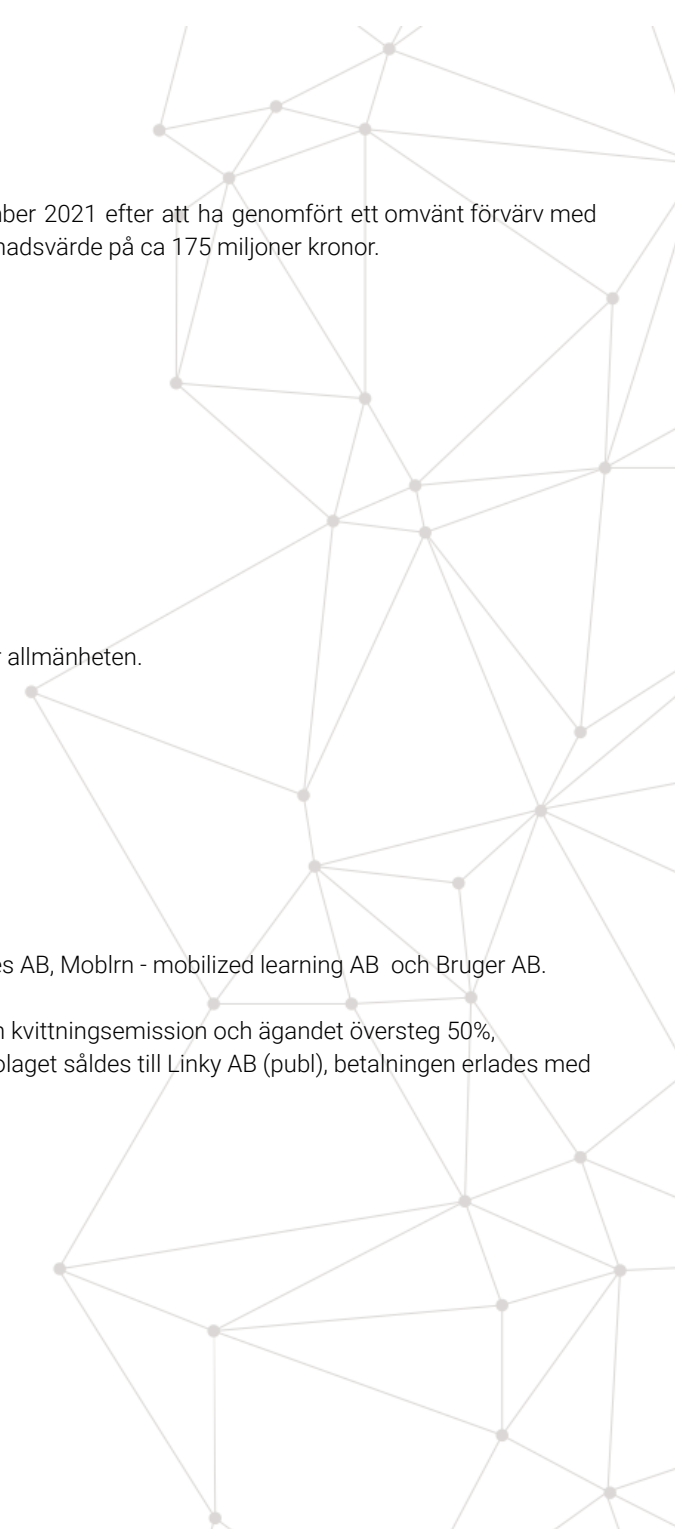 ber 2021 efter att ha genomfört ett omvänt förvärv med
nadsvärde på ca 175 miljoner kronor.
r allmänheten.
es AB, Moblrn - mobilized learning AB och Bruger AB.
n kvittningsemission och ägandet översteg 50%,
olaget såldes till Linky AB (publ), betalningen erlades med